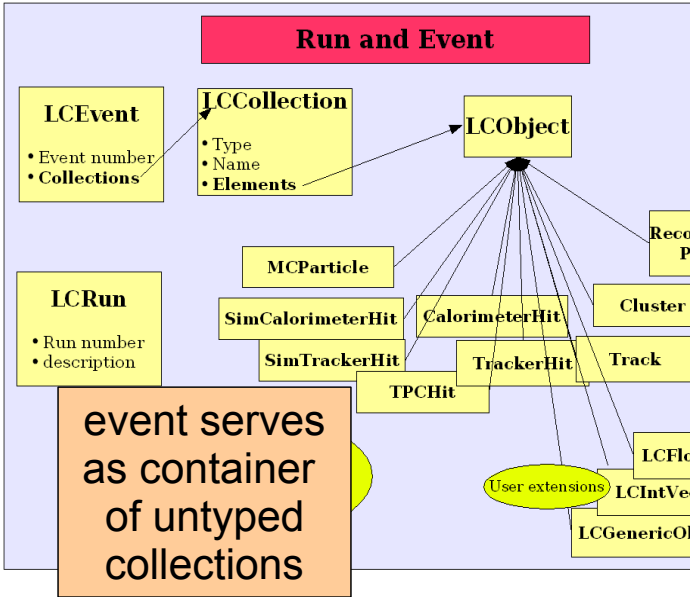 Run and Event
LCEvent
• Event number
• Collections
LCCollection
• Type
• Name
• Elements
LCObject
MCParticle
SimCalorimeterHit
SimTrackerHit
TPCHit
CalorimeterHit
TrackerHit
Track
Cluster
LCRun
• Run number
• description
event serves
as container
of untyped
collections
User extensions